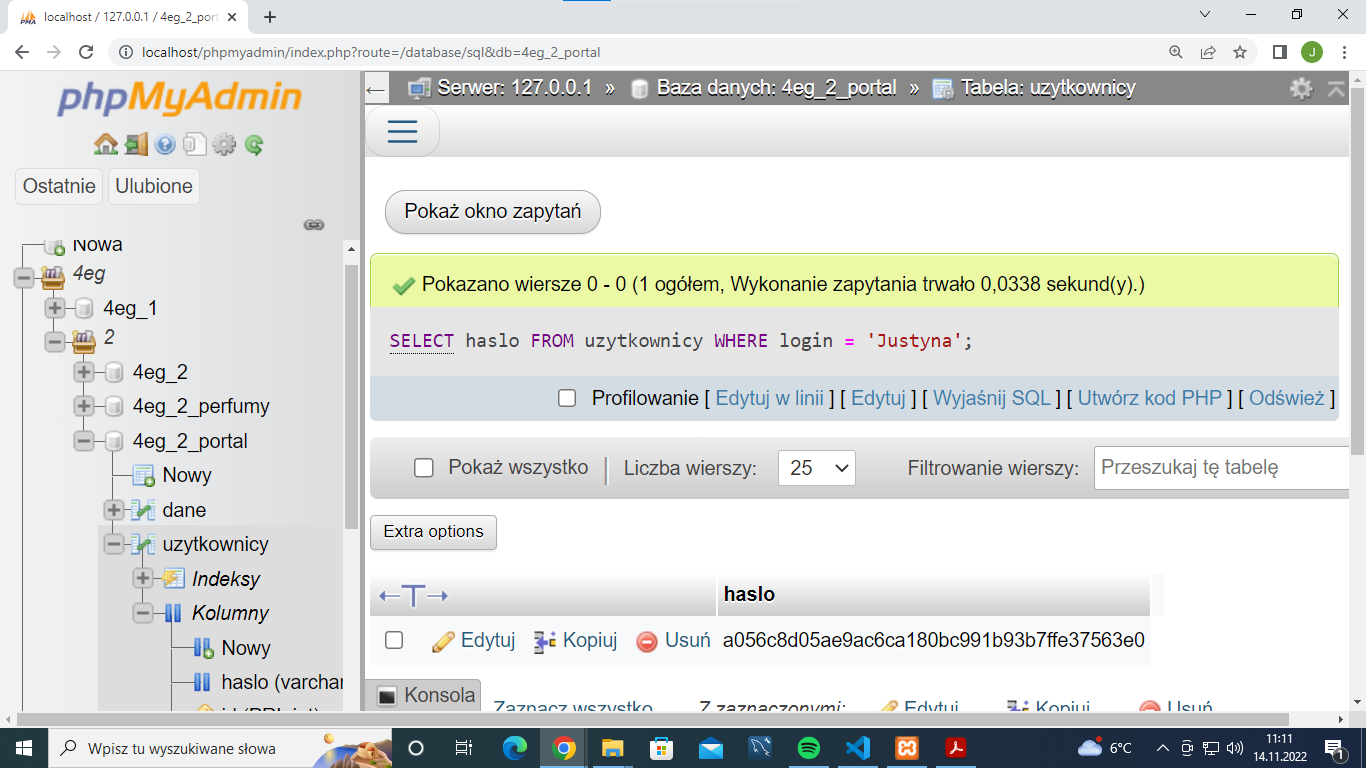 localhost / 127.0.0.1 / 4eg_2_port
localhost/phpmyadmin/index.php?route=/database/sql&db=4eg_2_portal
J
phpMyAdmin
Ostatnie Ulubione
Nowa
4eg
4eg_1
2
4eg_2
4eg_2_perfumy
4eg_2_portal
Nowy
dane
uzytkownicy
Indeksy
Kolumny
Nowy
haslo (varchar
Serwer: 127.0.0.1 » Baza danych: 4eg_2_portal » Tabela: uzytkownicy
Pokaż okno zapytań
Pokazano wiersze 0 - 0 (1 ogółem, Wykonanie zapytania trwało 0,0338 sekund(y).)
SELECT haslo FROM uzytkownicy WHERE login = 'Justyna';
Profilowanie [ Edytuj w linii ] [ Edytuj ] [ Wyjaśnij SQL ] [ Utwórz kod PHP ] [ Odśwież ]
Pokaż wszystko Liczba wierszy: 25 Filtrowanie wierszy: Przeszukaj tę tabelę
Extra options
haslo
Edytuj Kopiuj Usuń a056c8d05ae9ac6ca180bc991b93b7ffe37563e0
Konsola
Zaznacz wszystko Z zaznaczonymi: Edytuj Kopiuj Usuń
Wpisz tu wyszukiwane słowa
6°C
11:11
14.11.2022
1